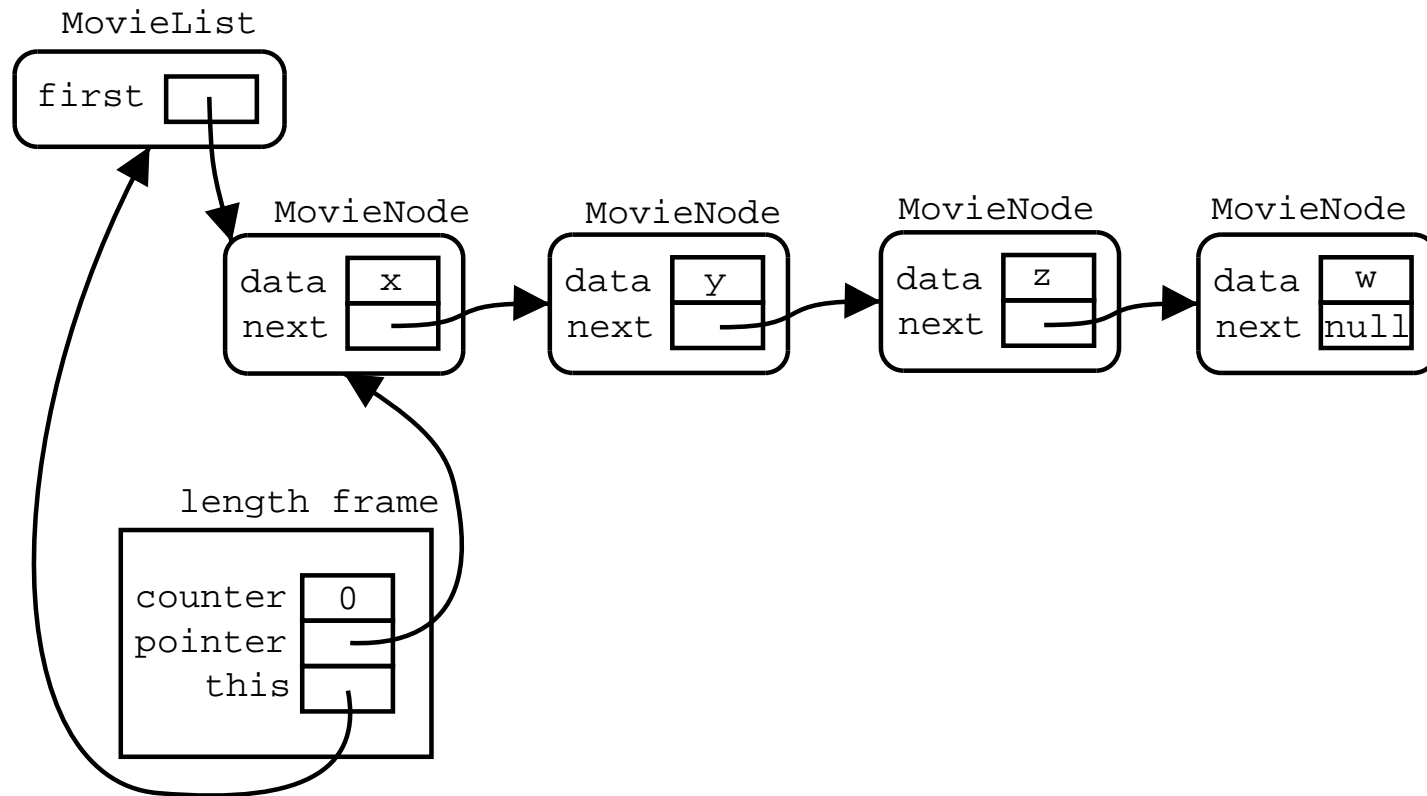 MovieList
first
MovieNode MovieNode MovieNode MovieNode
data x data y data z data w
next next next next null
length frame
counter 0
pointer
this